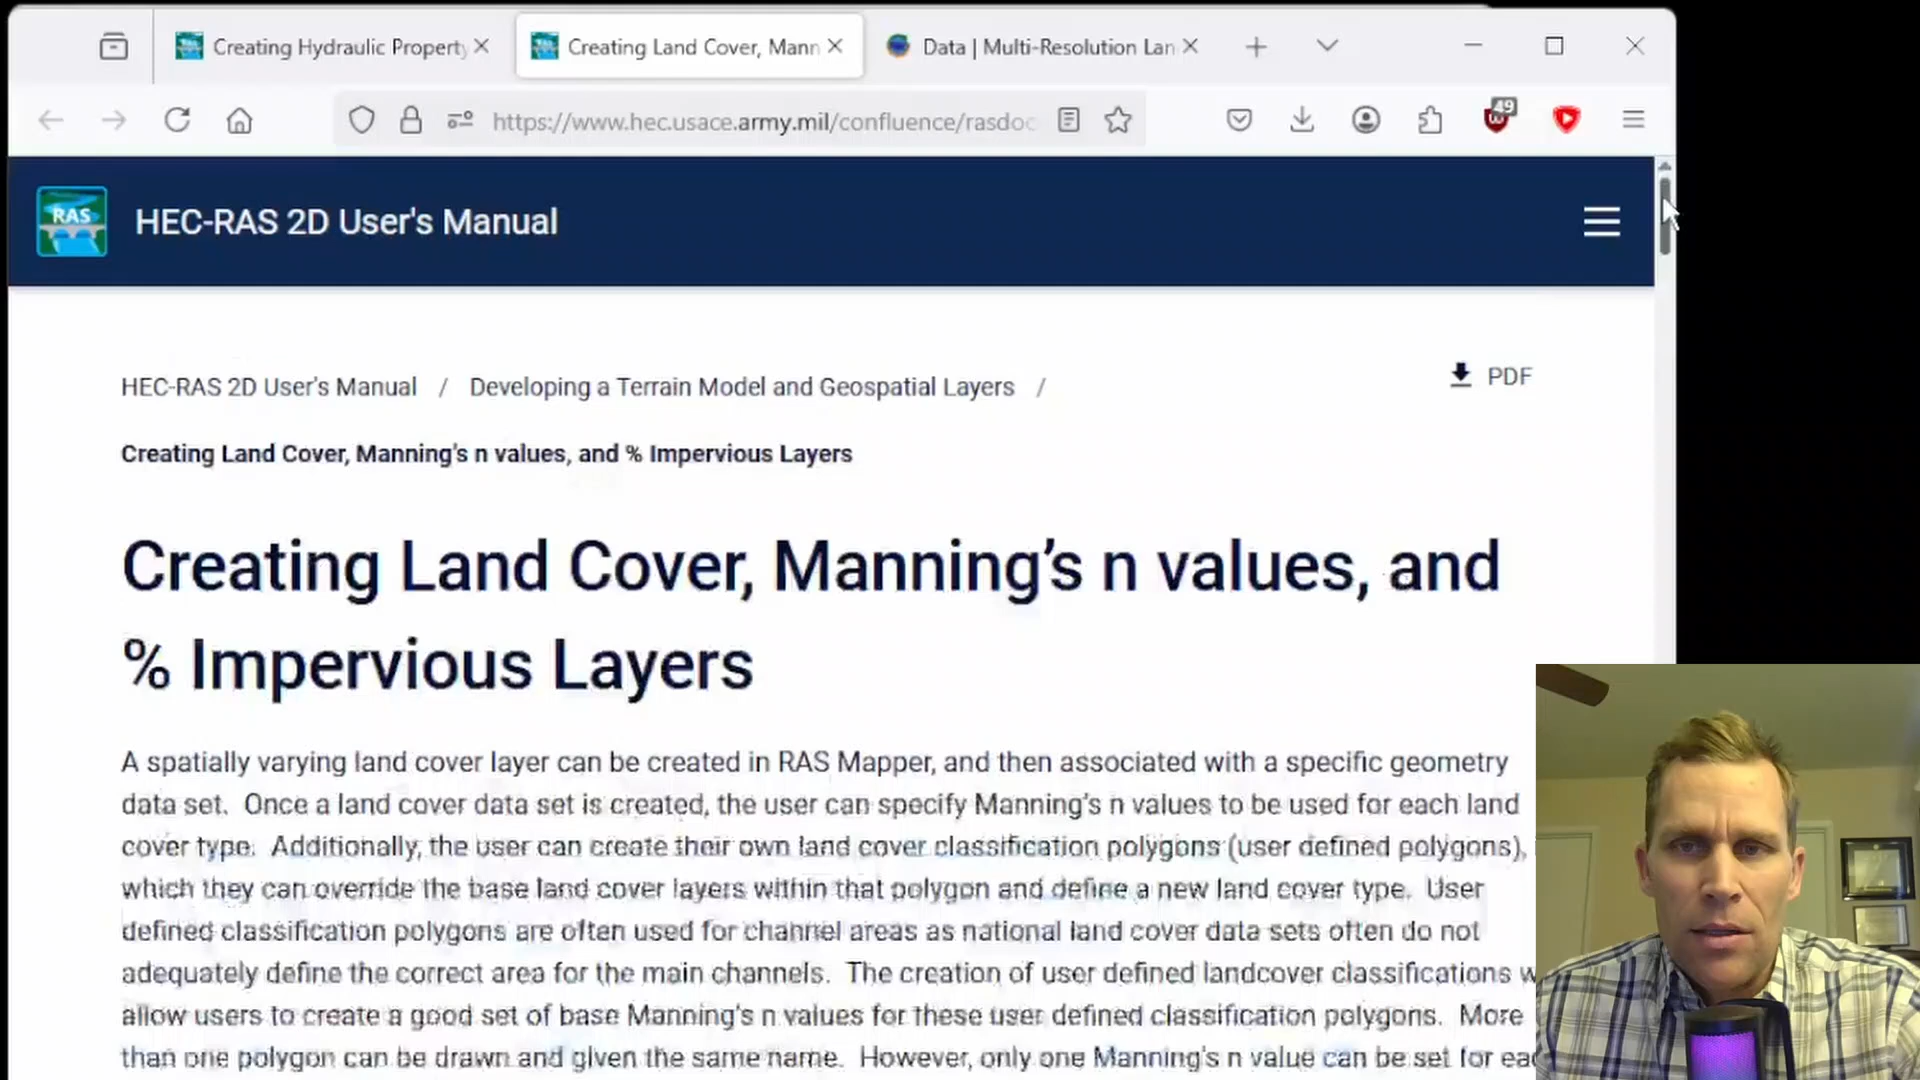 Creating Hydraulic Property
Creating Land Cover, Mann
Data | Multi-Resolution Lan
https://www.hec.usace.army.mil/confluence/rasdoc
49
RAS
HEC-RAS 2D User's Manual
HEC-RAS 2D User's Manual / Developing a Terrain Model and Geospatial Layers /
PDF
Creating Land Cover, Manning's n values, and % Impervious Layers
Creating Land Cover, Manning's n values, and
% Impervious Layers
A spatially varying land cover layer can be created in RAS Mapper, and then associated with a specific geometry
data set. Once a land cover data set is created, the user can specify Manning's n values to be used for each land
cover type. Additionally, the user can create their own land cover classification polygons (user defined polygons),
which they can override the base land cover layers within that polygon and define a new land cover type. User
defined classification polygons are often used for channel areas as national land cover data sets often do not
adequately define the correct area for the main channels. The creation of user defined landcover classifications w
allow users to create a good set of base Manning's n values for these user defined classification polygons. More
than one polygon can be drawn and given the same name. However, only one Manning's n value can be set for eac